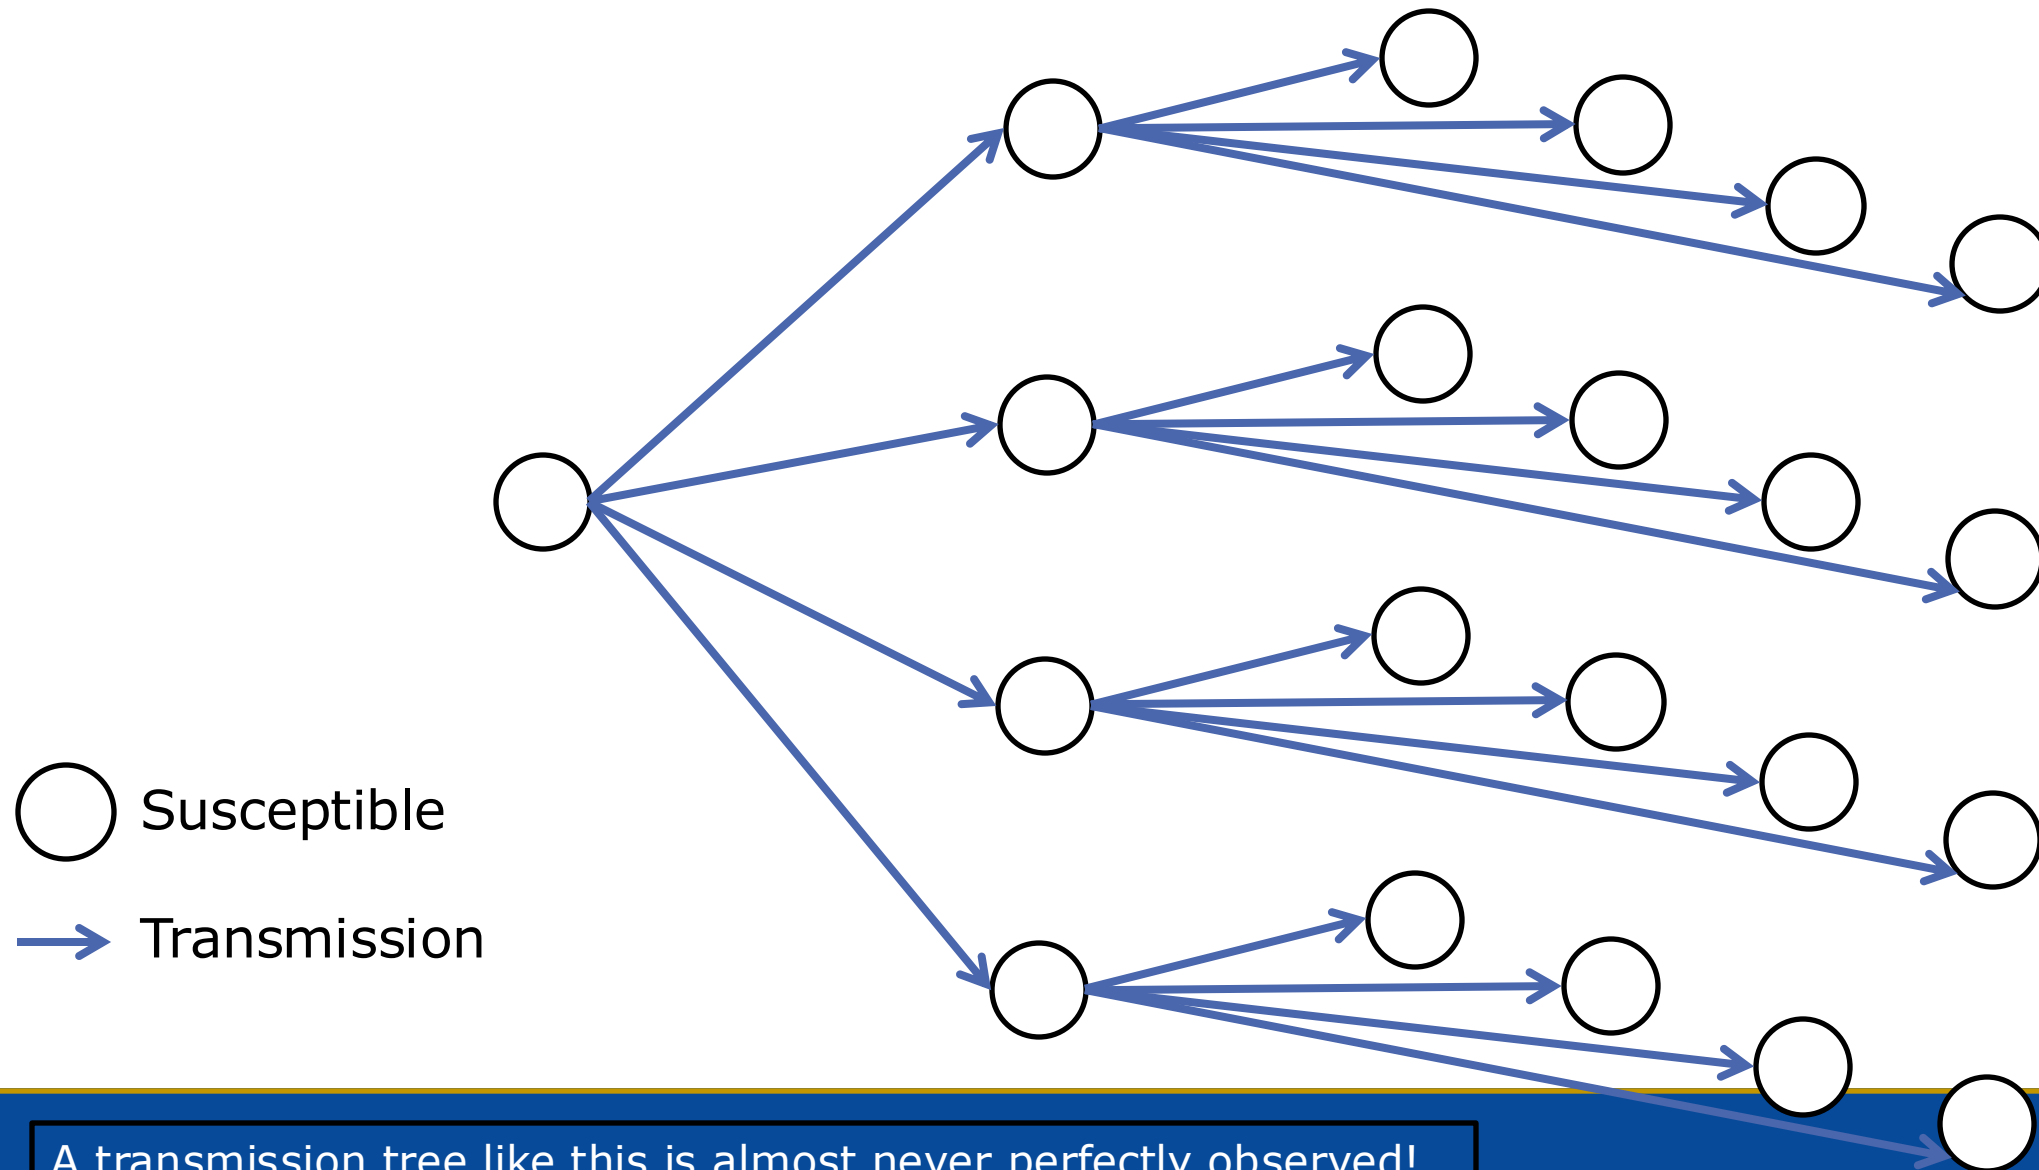 Susceptible
Transmission
A transmission tree like this is almost never perfectly observed!